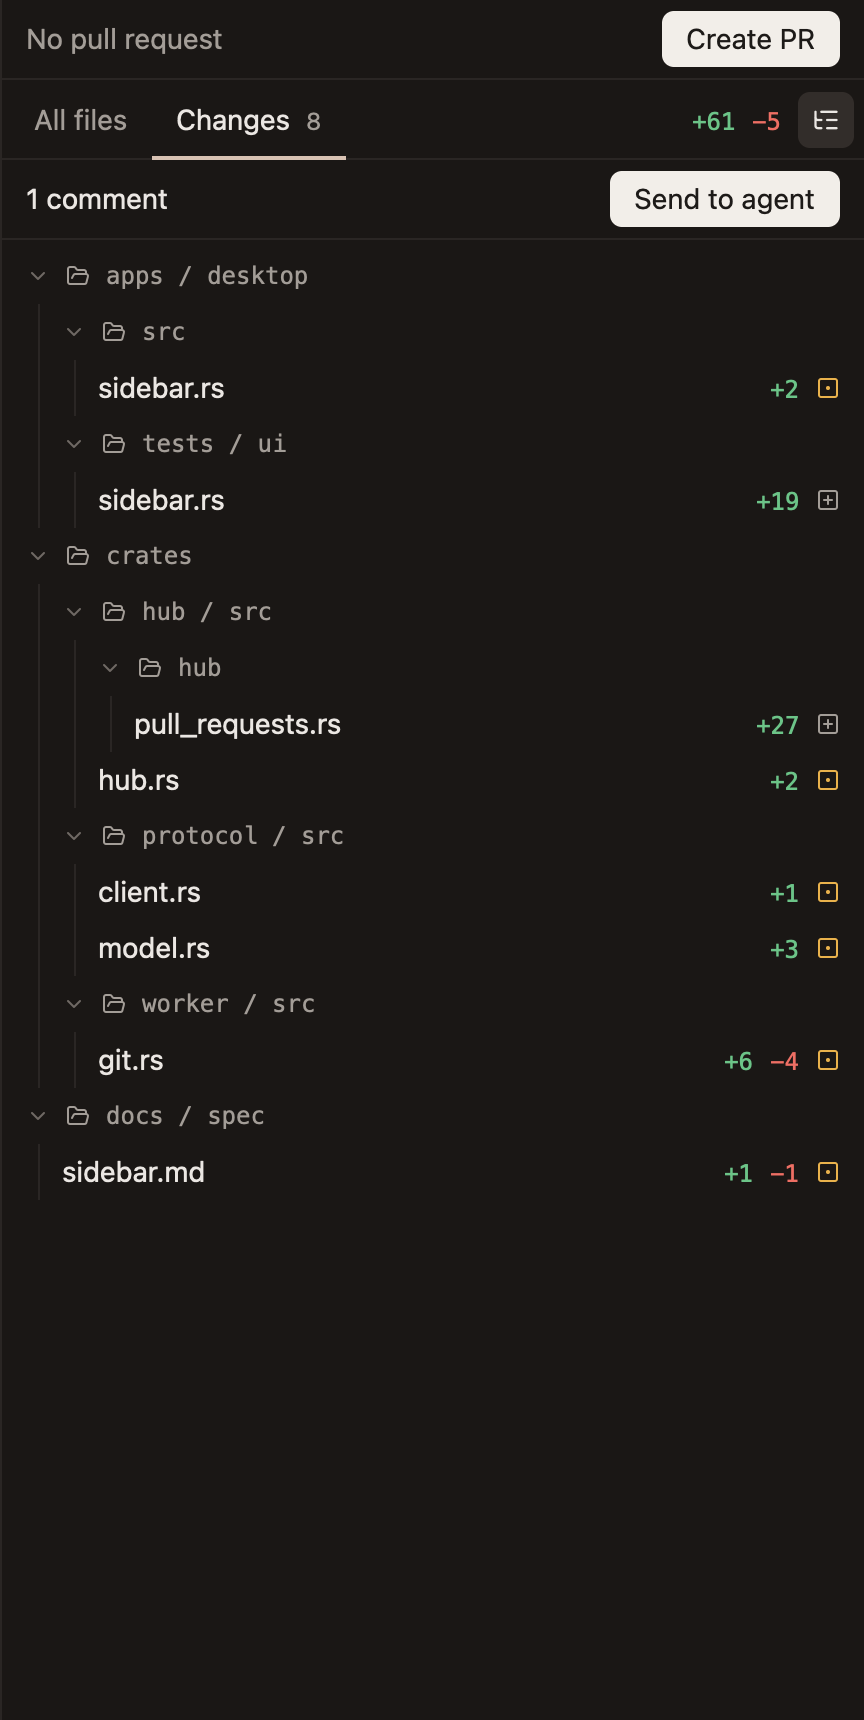 No pull request
Create PR
All files
Changes 8
+61 −5
1 comment
Send to agent
apps / desktop
src
sidebar.rs +2
tests / ui
sidebar.rs +19
crates
hub / src
hub
pull_requests.rs +27
hub.rs +2
protocol / src
client.rs +1
model.rs +3
worker / src
git.rs +6 −4
docs / spec
sidebar.md +1 −1